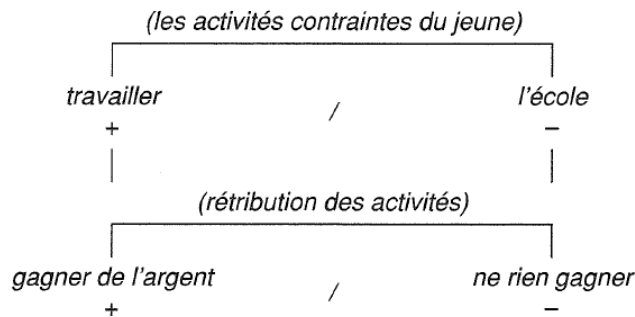 (les activités contraintes du jeune)
travailler / l'école
+ –
(rétribution des activités)
gagner de l'argent / ne rien gagner
+ –